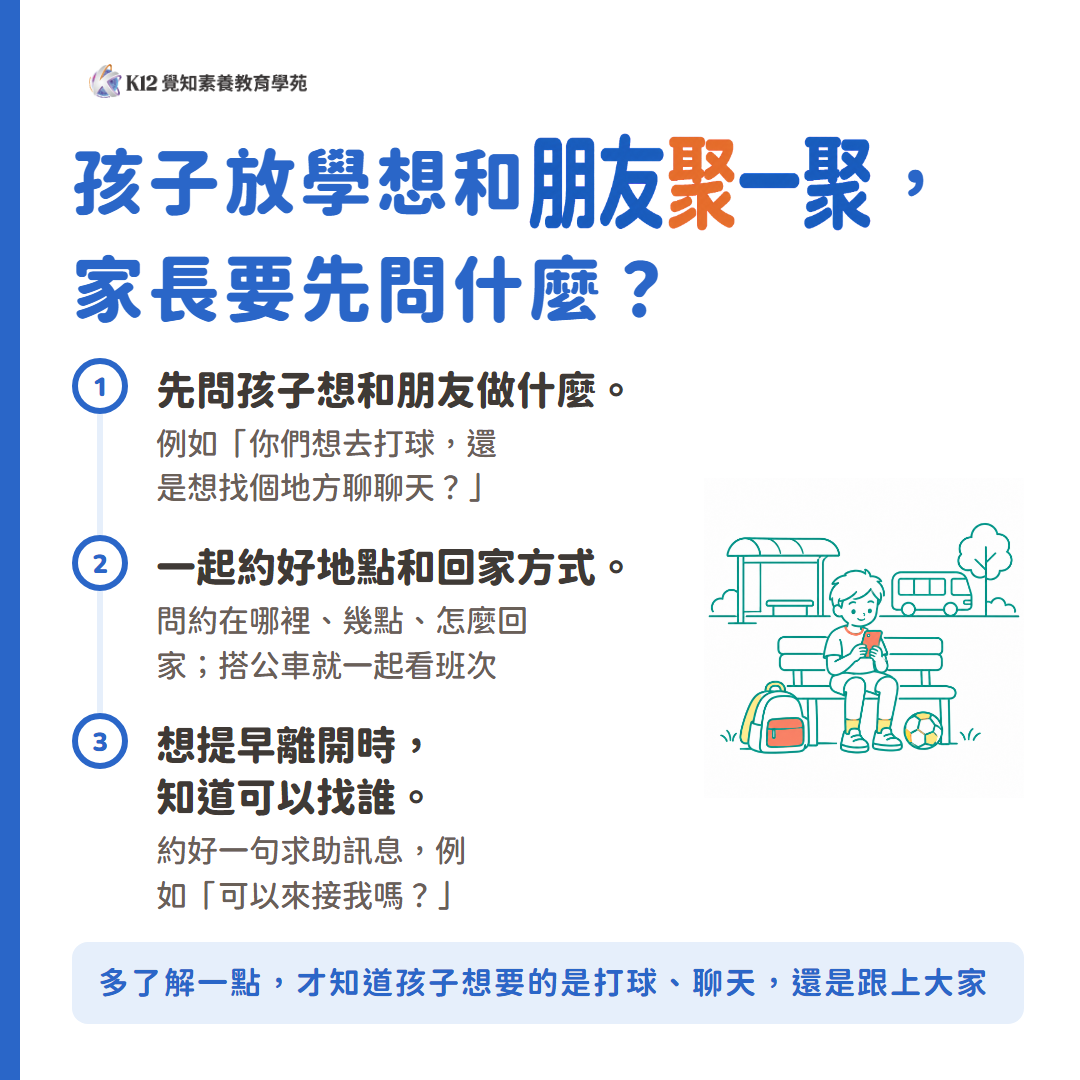 K12 覺知素養教育學苑
孩子放學想和朋友聚一聚，
家長要先問什麼？
1
先問孩子想和朋友做什麼。
例如「你們想去打球，還
是想找個地方聊聊天？」
2
一起約好地點和回家方式。
問約在哪裡、幾點、怎麼回
家；搭公車就一起看班次
3
想提早離開時，
知道可以找誰。
約好一句求助訊息，例
如「可以來接我嗎？」
多了解一點，才知道孩子想要的是打球、聊天，還是跟上大家